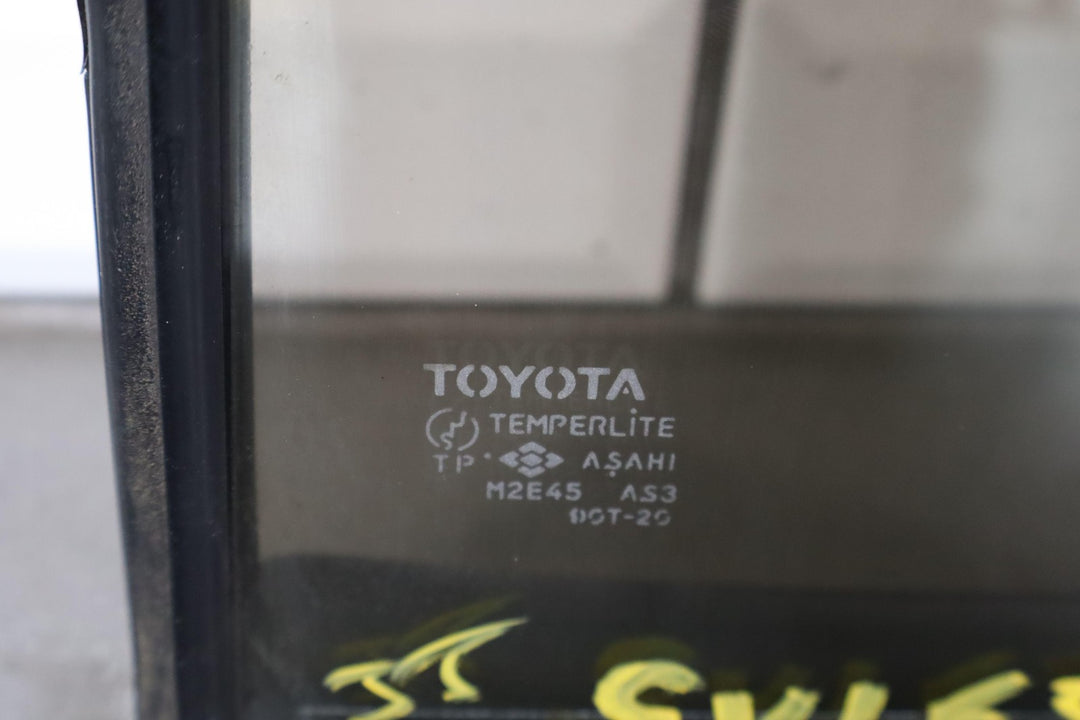 TOYOTA
TEMPERLITE
TP ASAHI
M2E45 AS3
DOT-20